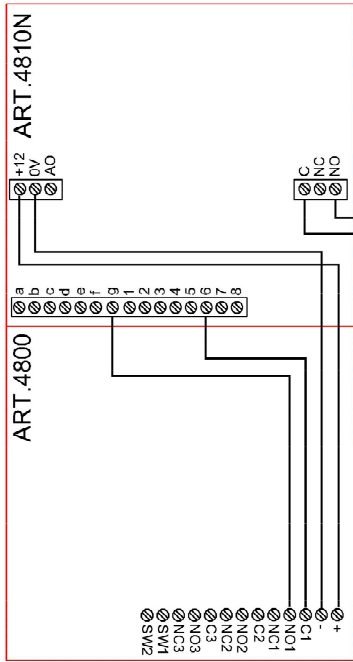 ART.4810N
+12
0V
AO
C
NC
NO
a
b
c
d
e
f
g
1
2
3
4
5
6
7
8
ART.4800
SW2
SW1
NC3
NO3
C3
NC2
NO2
C2
NC1
NO1
C1
-
+